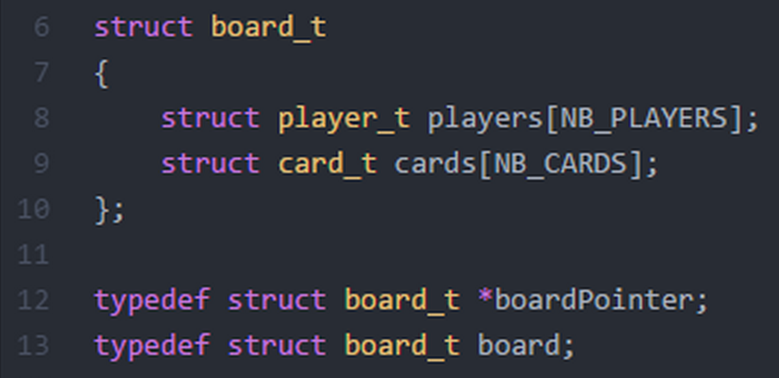 6 struct board_t
7 {
8 struct player_t players[NB_PLAYERS];
9 struct card_t cards[NB_CARDS];
10 };
11
12 typedef struct board_t *boardPointer;
13 typedef struct board_t board;